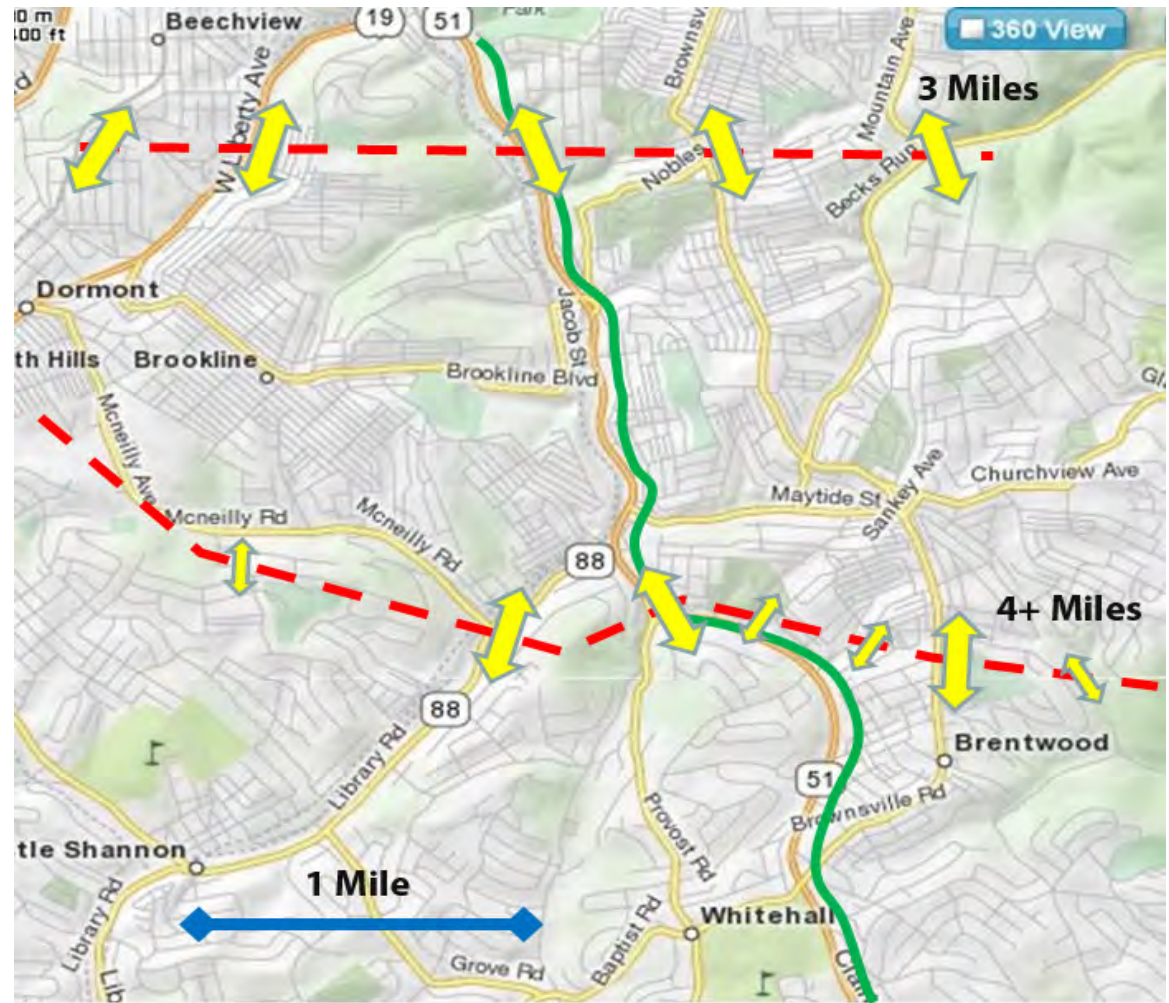 400 ft
Beechview
19
51
Park
360 View
3 Miles
Mountain Ave
W Liberty Ave
Nobles
Becks Run
Dormont
Jacob St
th Hills
Brookline
Brookline Blvd
Mcneilly Ave
Churchview Ave
Maytide St
Sankey Ave
Mcneilly Rd
Mcneilly Rd
88
4+ Miles
88
Brentwood
Library Rd
51
Brownsville Rd
Provost Rd
tle Shannon
1 Mile
Whitehall
Library Rd
Baptist Rd
Grove Rd